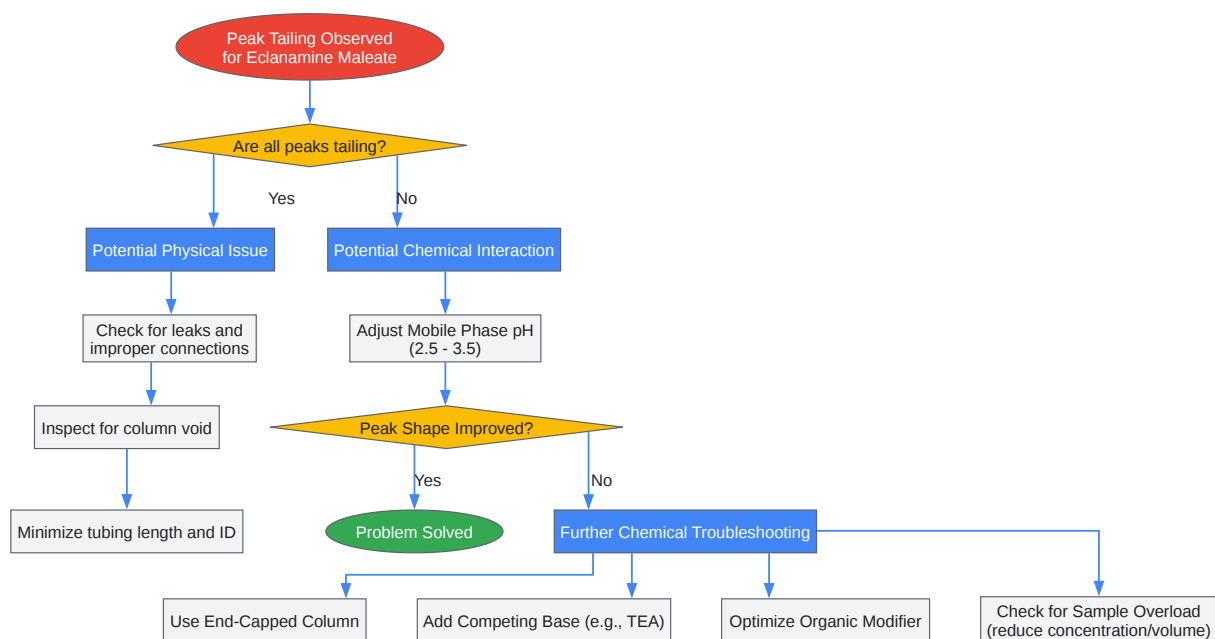 Peak Tailing Observed
for Eclanamine Maleate
Are all peaks tailing?
Yes
No
Potential Physical Issue
Potential Chemical Interaction
Check for leaks and
improper connections
Adjust Mobile Phase pH
(2.5 - 3.5)
Inspect for column void
Peak Shape Improved?
Yes
No
Minimize tubing length and ID
Problem Solved
Further Chemical Troubleshooting
Use End-Capped Column
Add Competing Base (e.g., TEA)
Optimize Organic Modifier
Check for Sample Overload
(reduce concentration/volume)